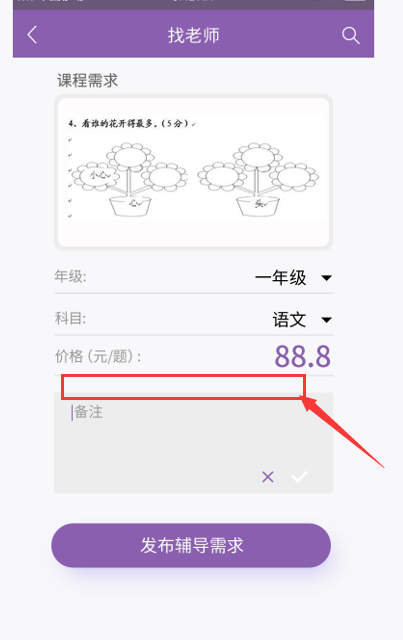 找老师
课程需求
4、看谁的花开得最多。(5分)
小心
心
头
年级:
一年级
科目:
语文
价格(元/题):
88.8
备注
发布辅导需求